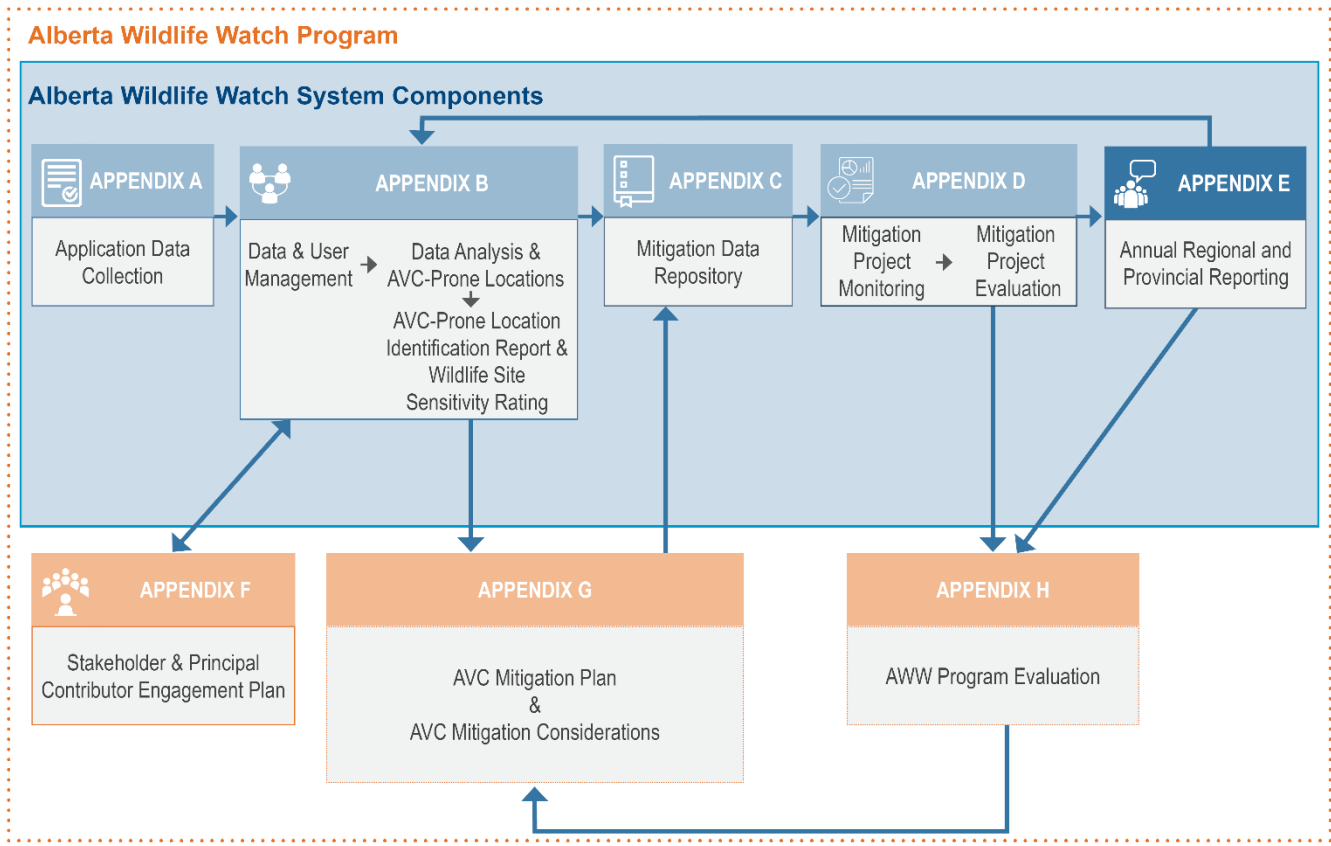 Alberta Wildlife Watch Program
Alberta Wildlife Watch System Components
APPENDIX A
Application Data
Collection
APPENDIX B
Data & User
Management
Data Analysis &
AVC-Prone Locations
AVC-Prone Location
Identification Report &
Wildlife Site
Sensitivity Rating
APPENDIX C
Mitigation Data
Repository
APPENDIX D
Mitigation
Project
Monitoring
Mitigation
Project
Evaluation
APPENDIX E
Annual Regional and
Provincial Reporting
APPENDIX F
Stakeholder & Principal
Contributor Engagement Plan
APPENDIX G
AVC Mitigation Plan
&
AVC Mitigation Considerations
APPENDIX H
AWW Program Evaluation